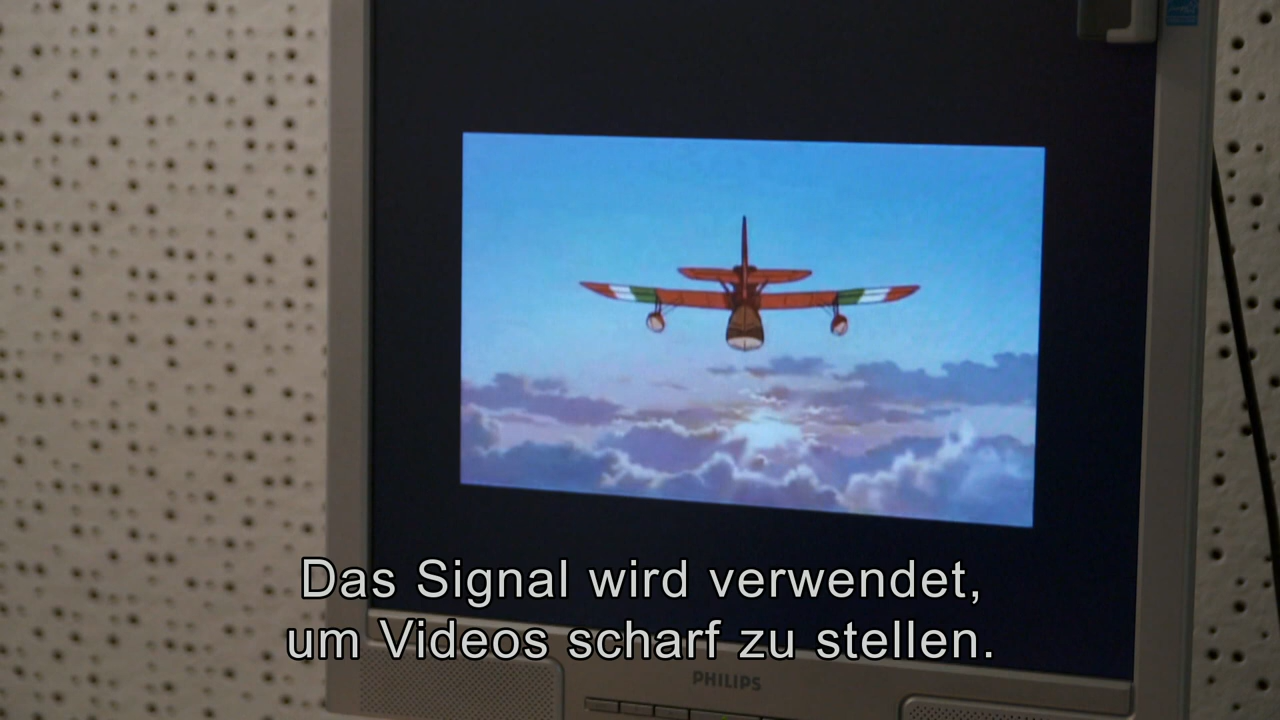 Das Signal wird verwendet,
um Videos scharf zu stellen.
PHILIPS